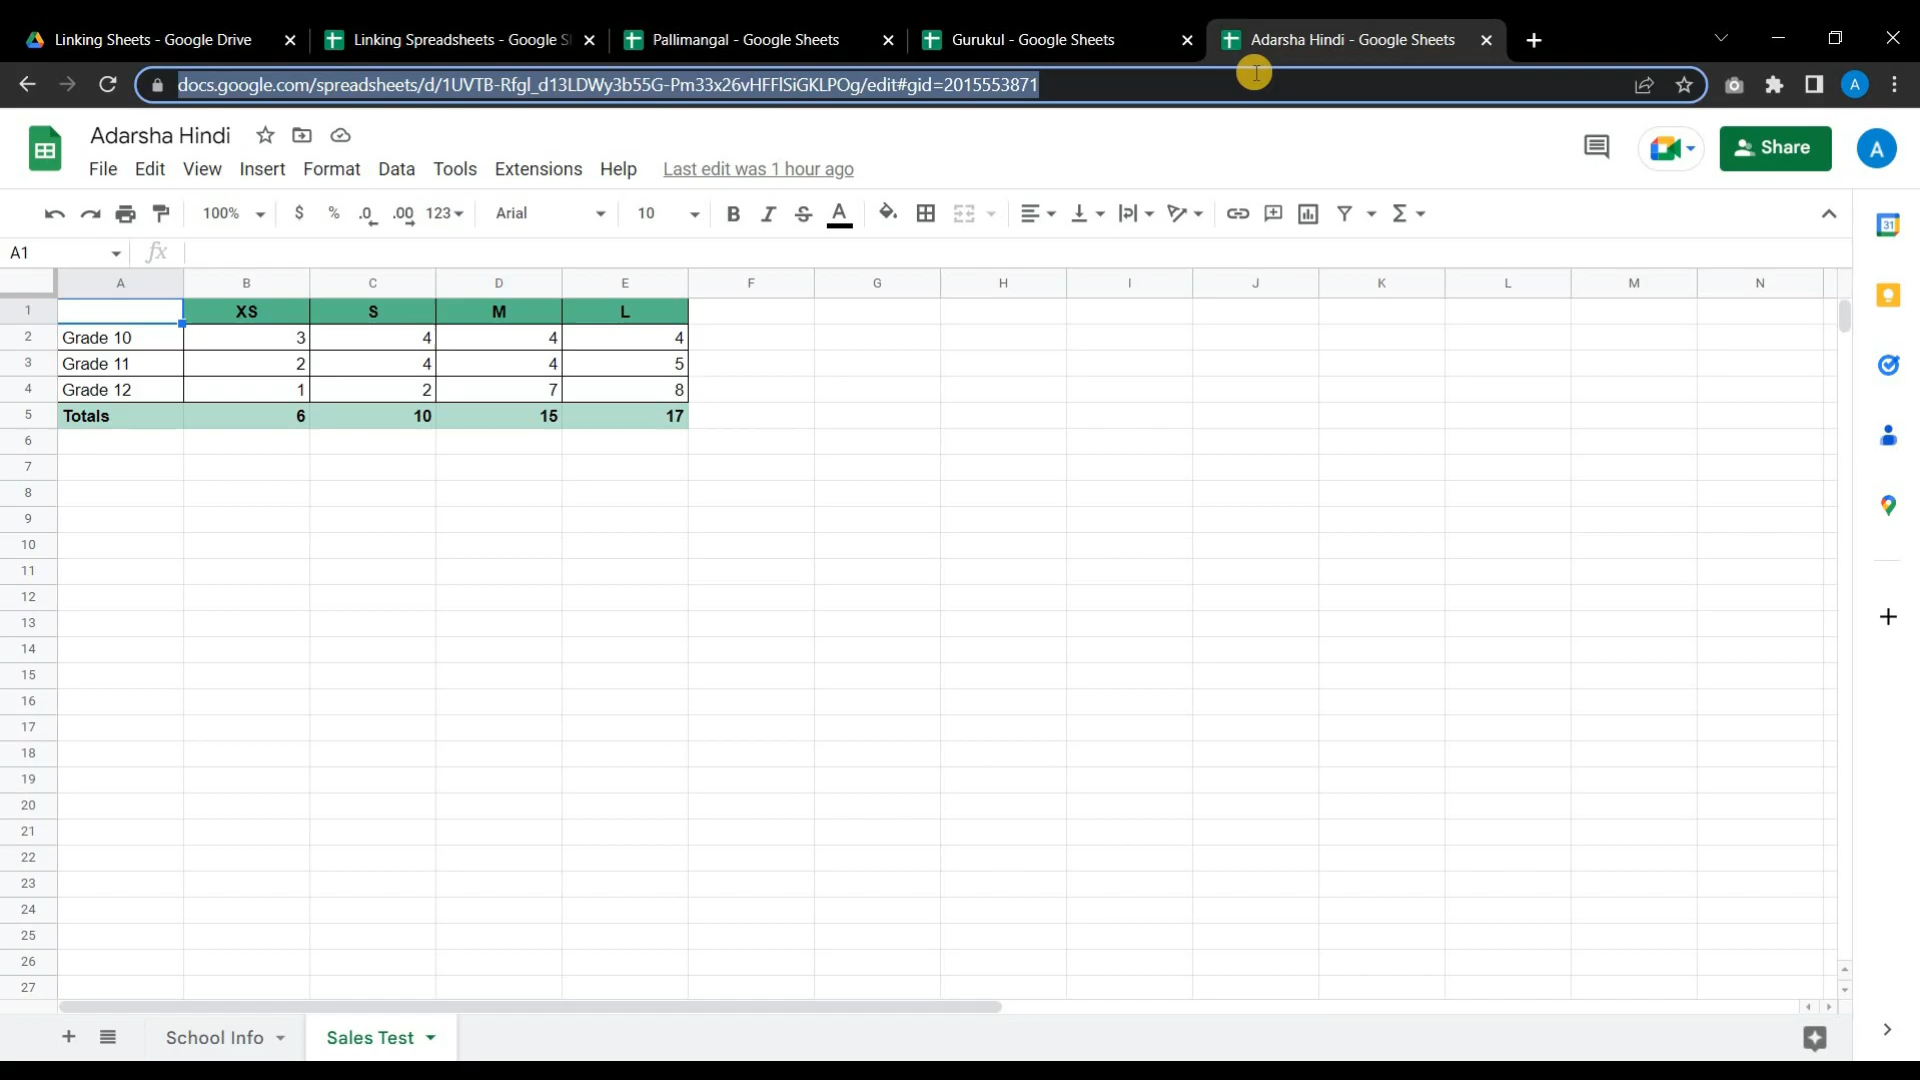 Linking Sheets - Google Drive
Linking Spreadsheets - Google S
Pallimangal - Google Sheets
Gurukul - Google Sheets
Adarsha Hindi - Google Sheets
docs.google.com/spreadsheets/d/1UVTB-Rfgl_d13LDWy3b55G-Pm33x26vHFFlSiGKLPOg/edit#gid=2015553871
A
Adarsha Hindi
File Edit View Insert Format Data Tools Extensions Help Last edit was 1 hour ago
Share
A
100% $ % .0 .00 123 Arial 10 B I S A Σ
31
A1 fx
A B C D E F G H I J K L M N
1 XS S M L
2 Grade 10 3 4 4 4
3 Grade 11 2 4 4 5
4 Grade 12 1 2 7 8
5 Totals 6 10 15 17
6
7
8
9
10
11
12
13
14
15
16
17
18
19
20
21
22
23
24
25
26
27
School Info
Sales Test